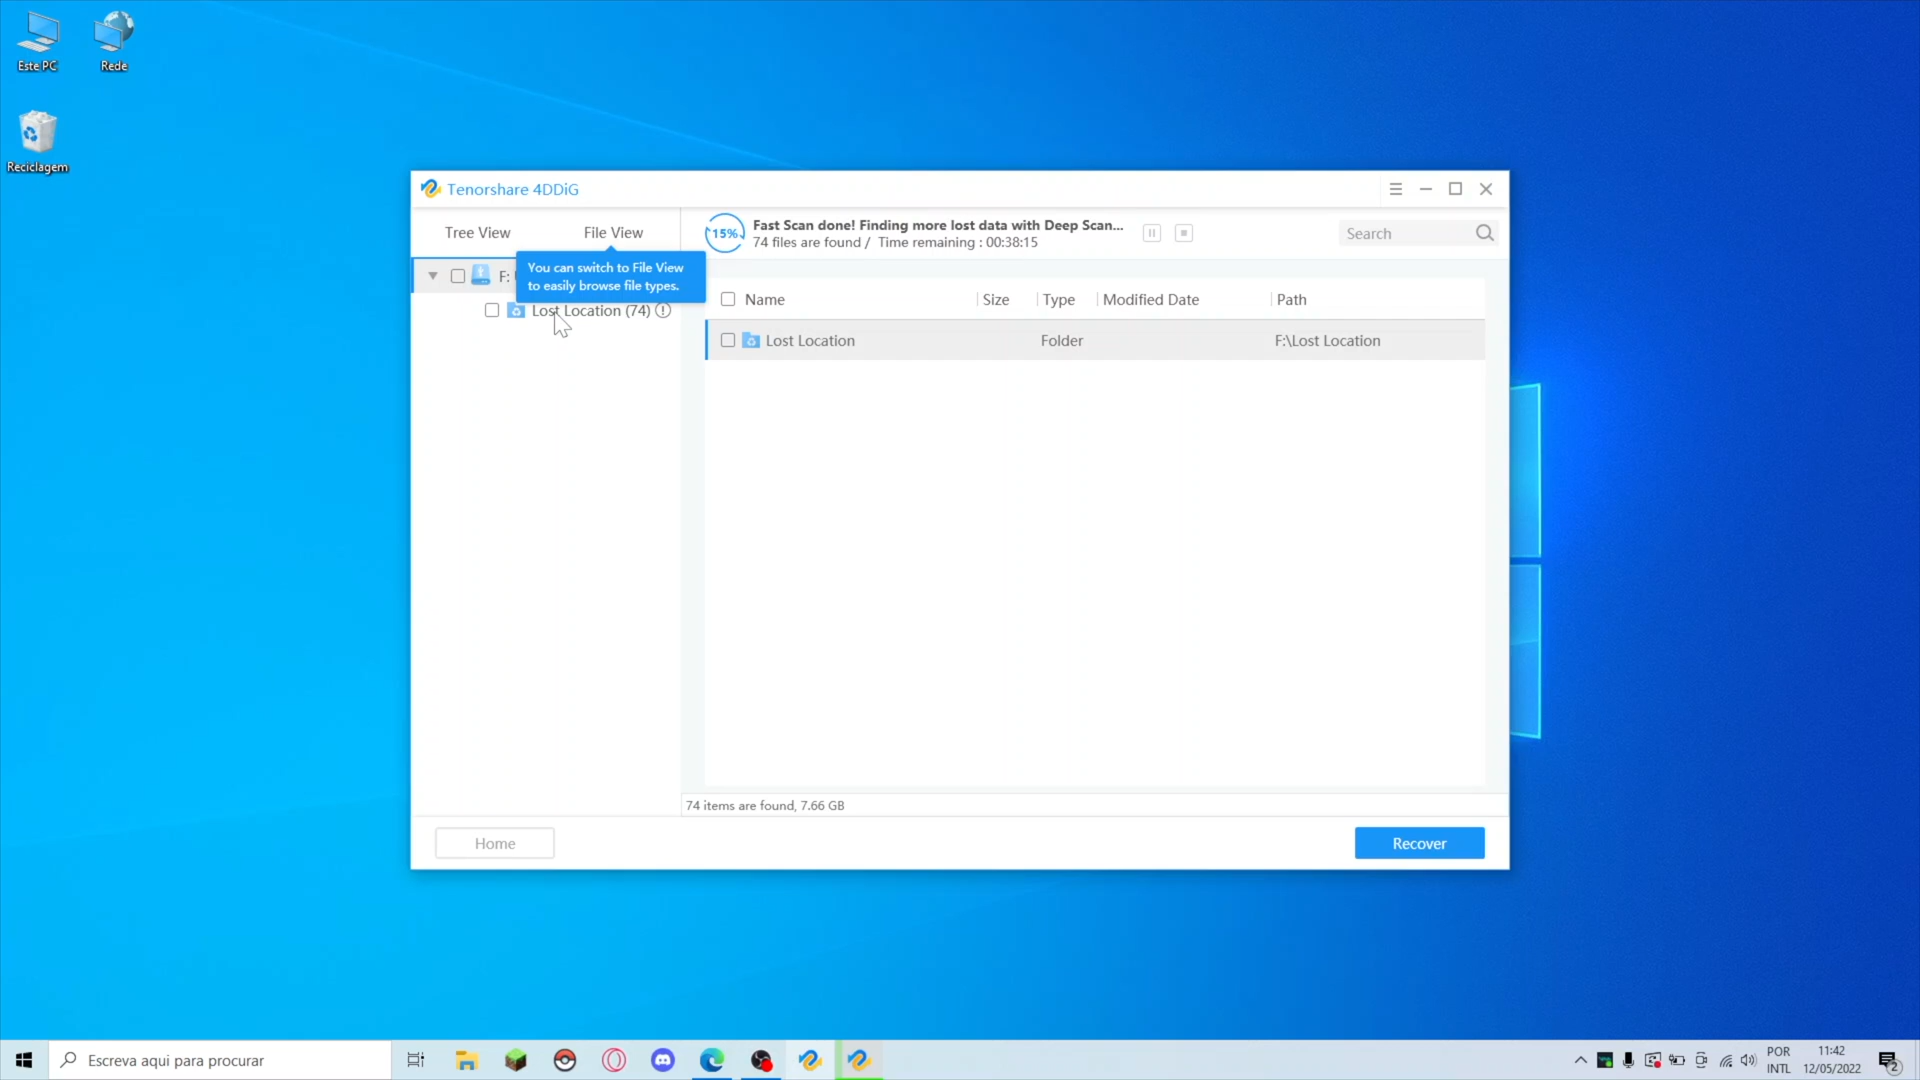 Este PC
Rede
Reciclagem
Tenorshare 4DDiG
Tree View
File View
15%
Fast Scan done! Finding more lost data with Deep Scan...
74 files are found / Time remaining : 00:38:15
Search
You can switch to File View
to easily browse file types.
F:
Lost Location (74)
Name
Size
Type
Modified Date
Path
Lost Location
Folder
F:\Lost Location
74 items are found, 7.66 GB
Home
Recover
Escreva aqui para procurar
POR
INTL
11:42
12/05/2022
2